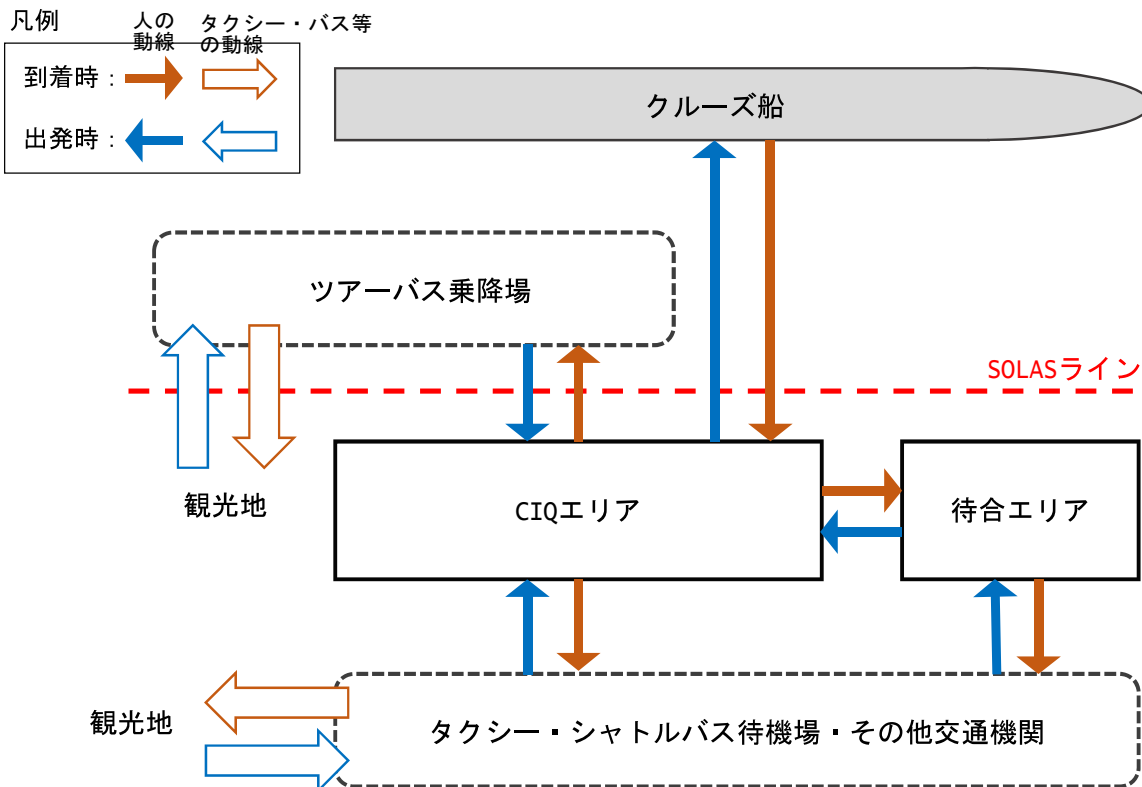 凡例
人の
動線
タクシー・バス等
の動線
到着時：
出発時：
クルーズ船
ツアーバス乗降場
SOLASライン
観光地
CIQエリア
待合エリア
観光地
タクシー・シャトルバス待機場・その他交通機関